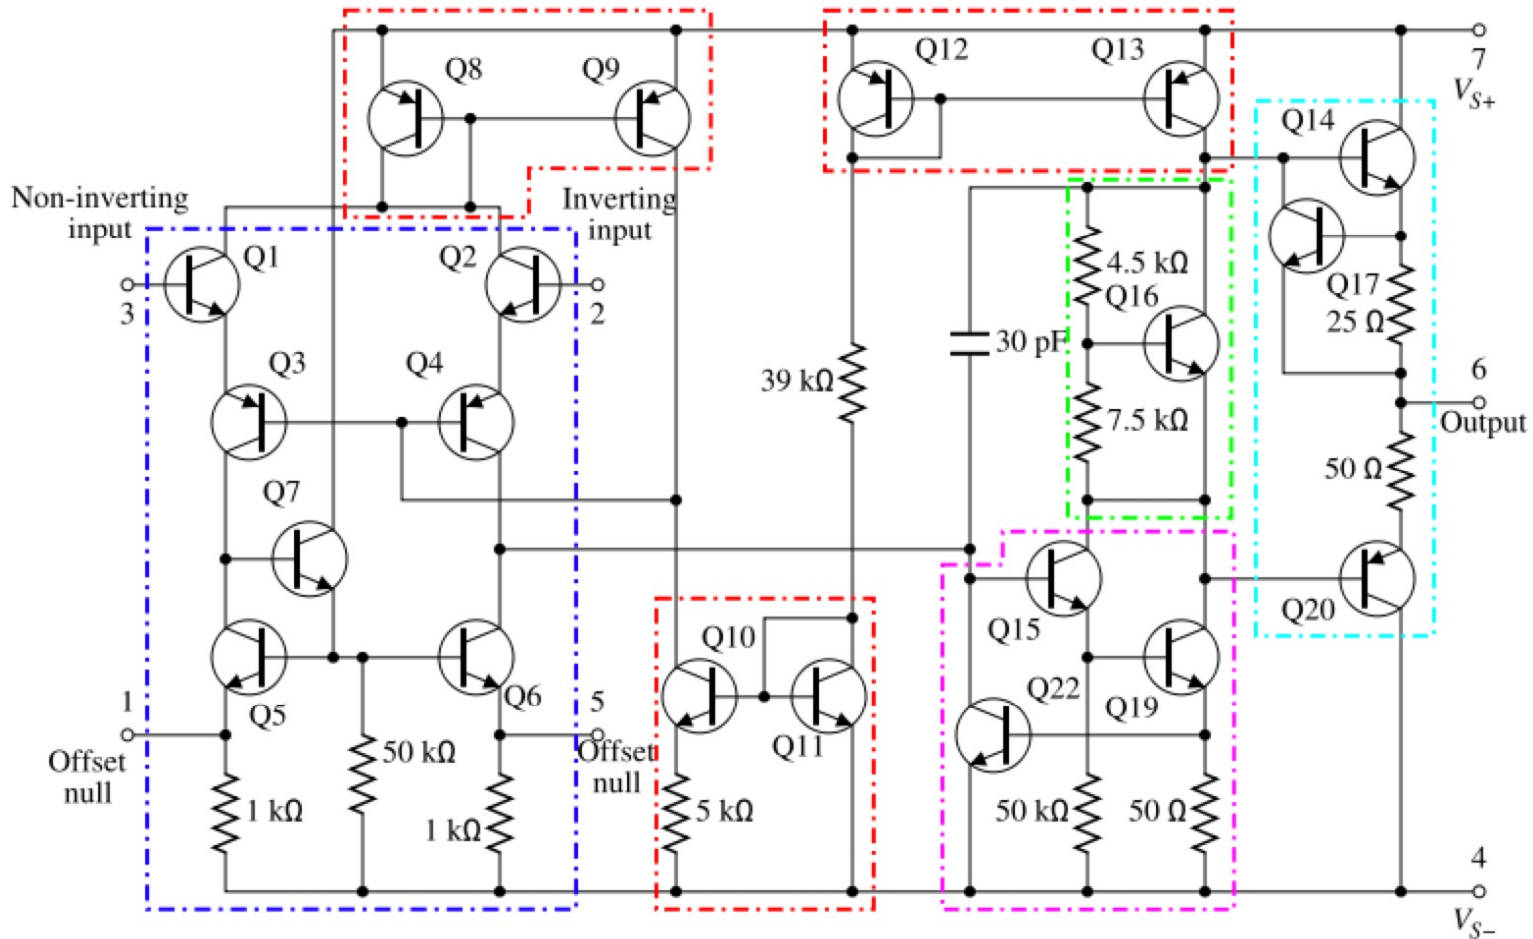 Q8
Q9
Q12
Q13
7
V_{S+}
Q14
Non-inverting
input
Inverting
input
Q1
Q2
3
2
4.5 kΩ
Q16
Q17
25 Ω
30 pF
Q3
Q4
39 kΩ
6
Output
7.5 kΩ
50 Ω
Q7
Q10
Q15
Q20
Q5
Q6
Q22
Q19
1
5
Offset
null
Offset
null
Q11
50 kΩ
1 kΩ
1 kΩ
5 kΩ
50 kΩ
50 Ω
4
V_{S−}